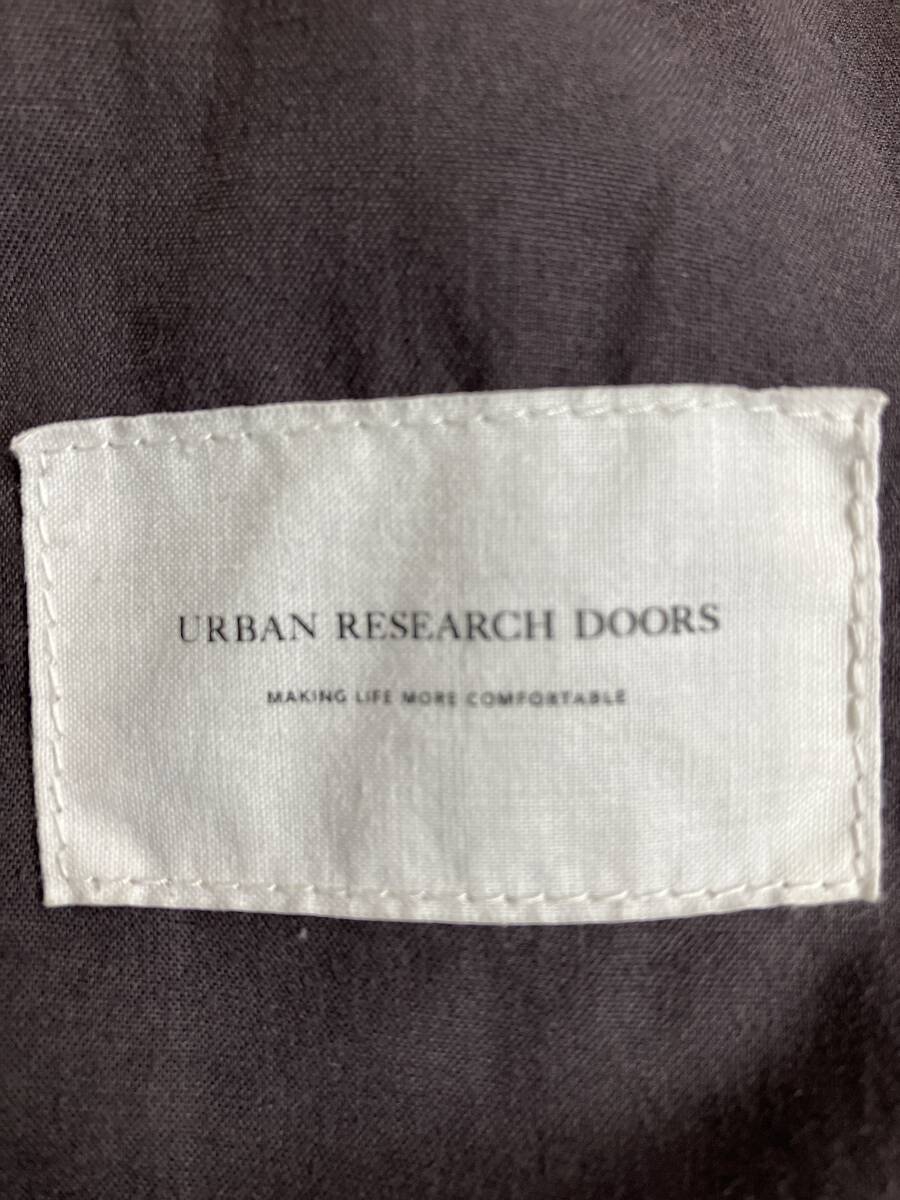 URBAN RESEARCH DOORS
MAKING LIFE MORE COMFORTABLE